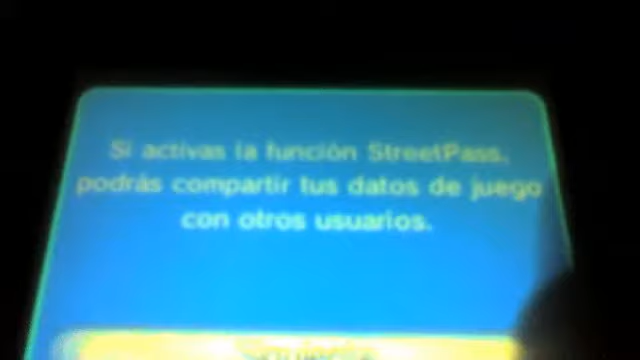 Si activas la función StreetPass,
podrás compartir tus datos de juego
con otros usuarios.